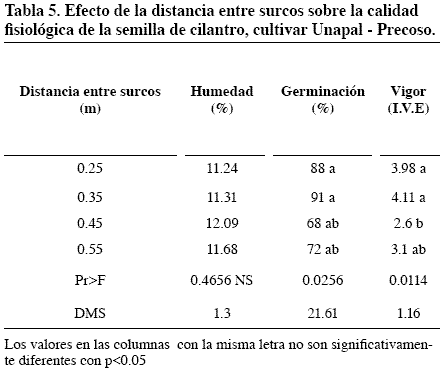 Tabla 5. Efecto de la distancia entre surcos sobre la calidad
fisiológica de la semilla de cilantro, cultivar Unapal - Precoso.
Distancia entre surcos Humedad Germinación Vigor
(m) (%) (%) (I.V.E)
0.25 11.24 88 a 3.98 a
0.35 11.31 91 a 4.11 a
0.45 12.09 68 ab 2.6 b
0.55 11.68 72 ab 3.1 ab
Pr>F 0.4656 NS 0.0256 0.0114
DMS 1.3 21.61 1.16
Los valores en las columnas con la misma letra no son significativamen-
te diferentes con p<0.05